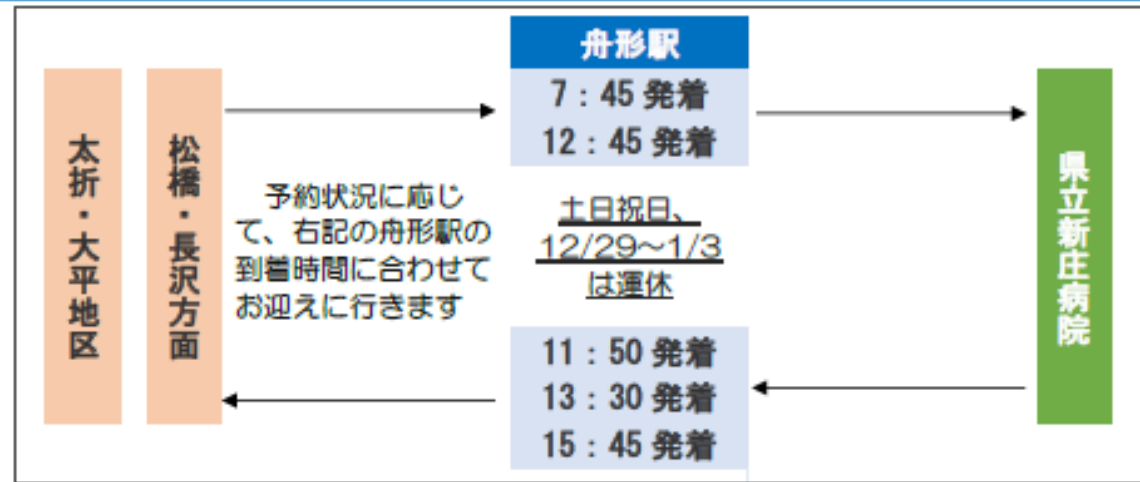 太折・大平地区
松橋・長沢方面
予約状況に応じ
て、右記の舟形駅の
到着時間に合わせて
お迎えに行きます
舟形駅
7：45 発着
12：45 発着
土日祝日、
12/29～1/3
は運休
11：50 発着
13：30 発着
15：45 発着
県立新庄病院